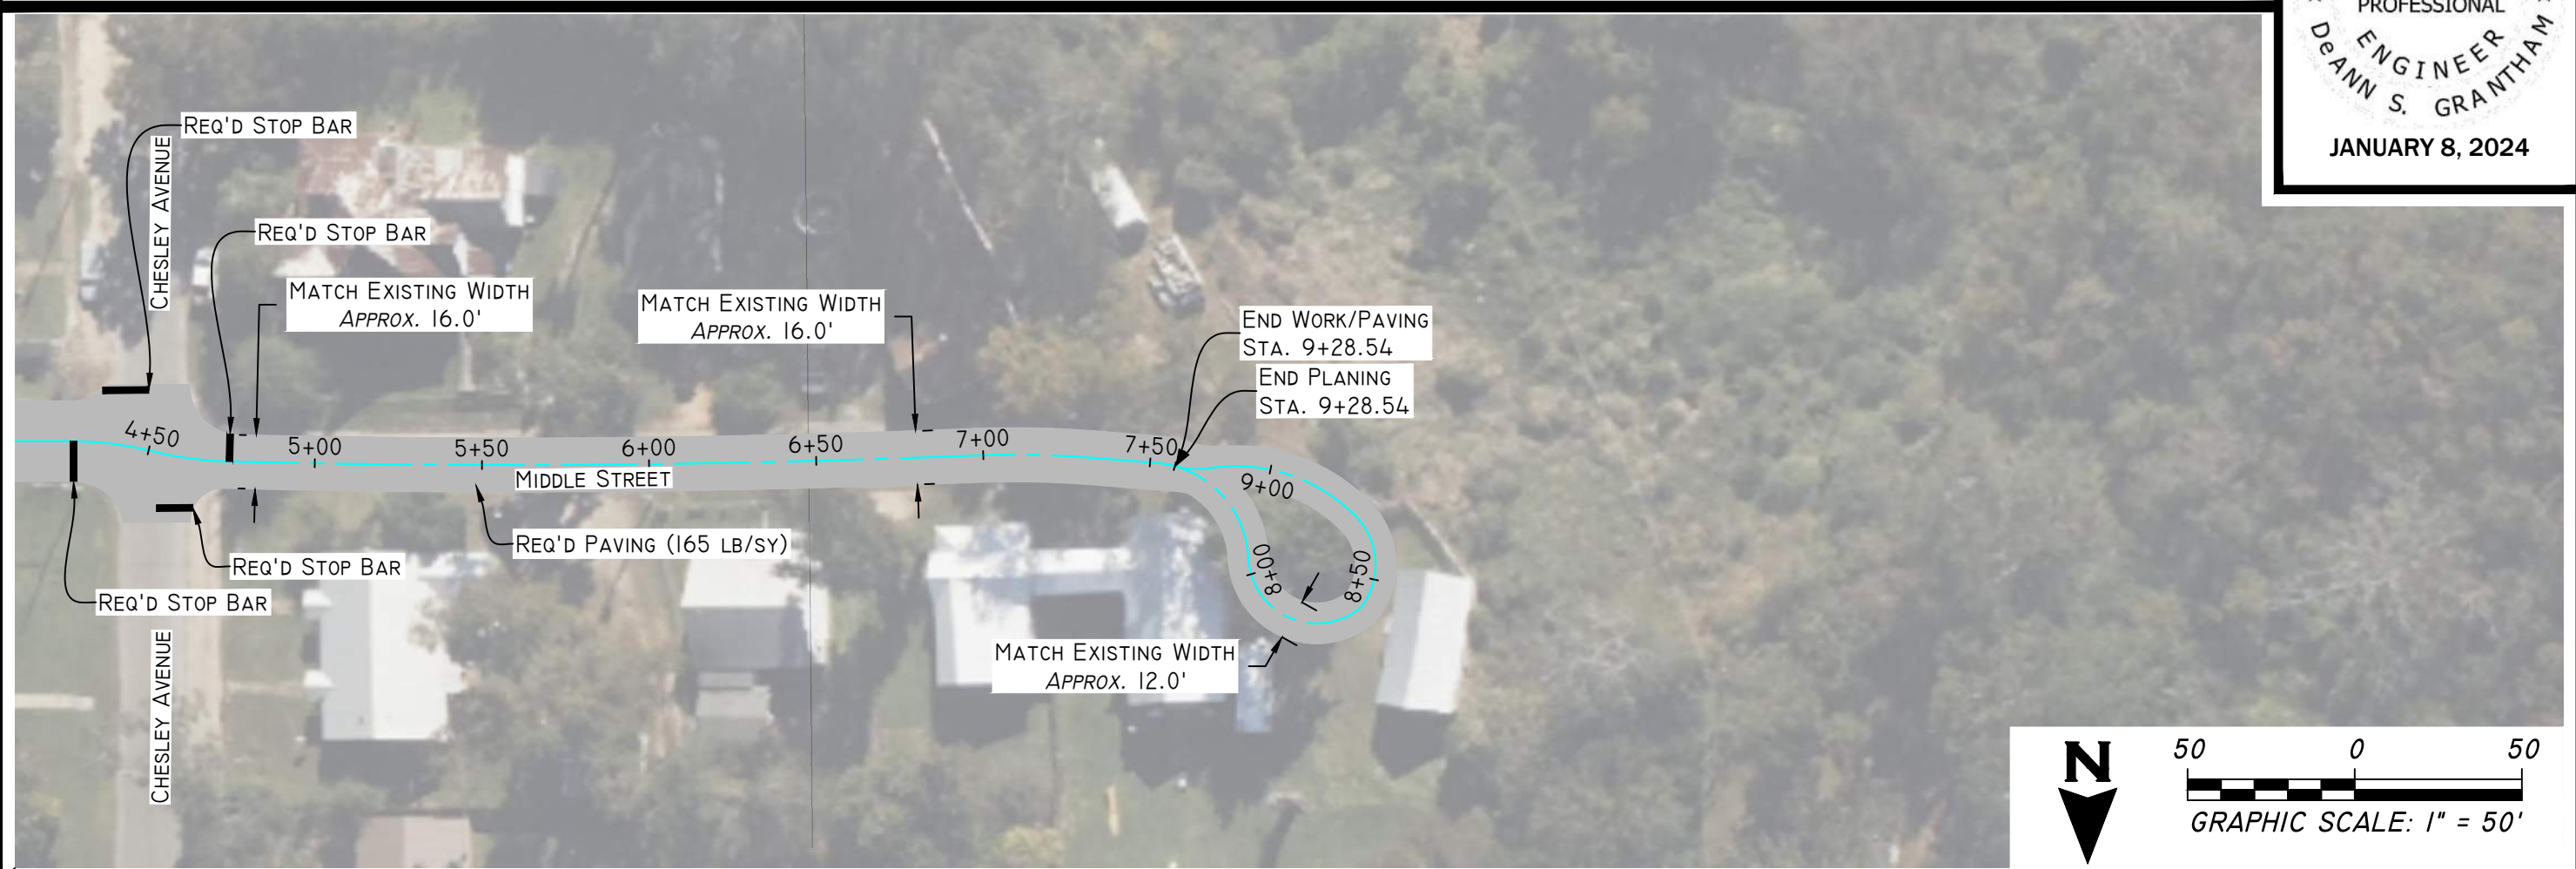 PROFESSIONAL
ENGINEER
DeANN S. GRANTHAM
JANUARY 8, 2024
REQ'D STOP BAR
CHESLEY AVENUE
REQ'D STOP BAR
MATCH EXISTING WIDTH
APPROX. 16.0'
MATCH EXISTING WIDTH
APPROX. 16.0'
END WORK/PAVING
STA. 9+28.54
END PLANING
STA. 9+28.54
4+50
5+00
5+50
6+00
6+50
7+00
7+50
MIDDLE STREET
9+00
8+00
8+50
REQ'D PAVING (165 LB/SY)
REQ'D STOP BAR
REQ'D STOP BAR
CHESLEY AVENUE
MATCH EXISTING WIDTH
APPROX. 12.0'
N
50 0 50
GRAPHIC SCALE: 1" = 50'